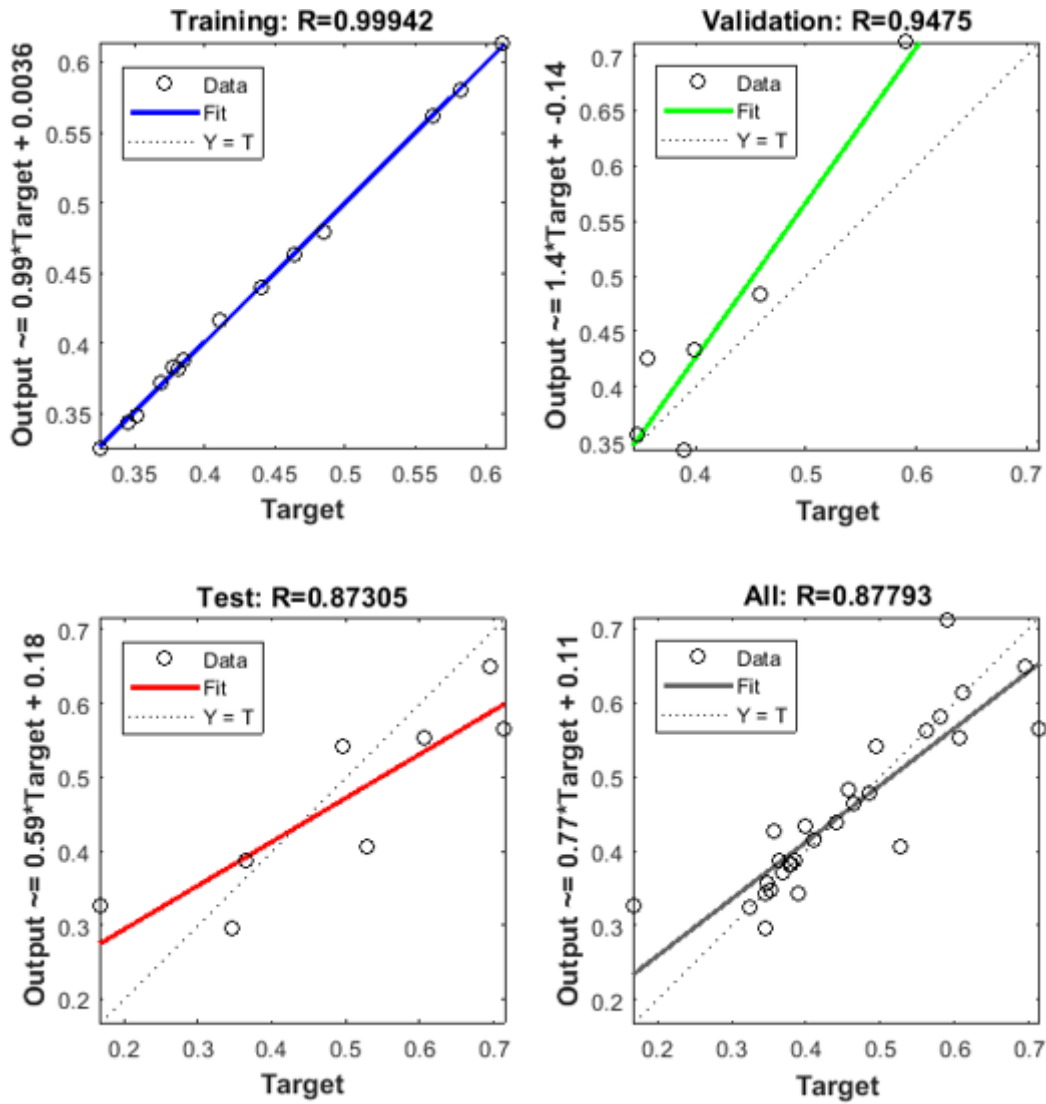 Training: R=0.99942
Output ~= 0.99*Target + 0.0036
0.6
0.55
0.5
0.45
0.4
0.35
Data
Fit
Y = T
0.35 0.4 0.45 0.5 0.55 0.6
Target
Validation: R=0.9475
Output ~= 1.4*Target + -0.14
0.7
0.65
0.6
0.55
0.5
0.45
0.4
0.35
Data
Fit
Y = T
0.4 0.5 0.6 0.7
Target
Test: R=0.87305
Output ~= 0.59*Target + 0.18
0.7
0.6
0.5
0.4
0.3
0.2
Data
Fit
Y = T
0.2 0.3 0.4 0.5 0.6 0.7
Target
All: R=0.87793
Output ~= 0.77*Target + 0.11
0.7
0.6
0.5
0.4
0.3
0.2
Data
Fit
Y = T
0.2 0.3 0.4 0.5 0.6 0.7
Target